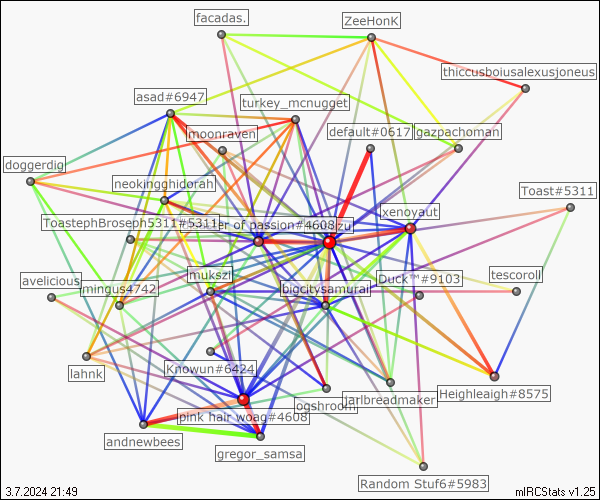 facadas.
ZeeHonK
thiccusboiusalexusjoneus
asad#6947
turkey_mcnugget
default#0617
moonraven
gazpachoman
doggerdig
neokingghidorah
Toast#5311
xenoyaut
ToastephBroseph5311#5311
er of passion#4608
zu
mukszil
Duck™#9103
tescoroll
avelicious
mingus4742
bigcitysamurai
lahnk
Knowun#6424
Heighleigh#8575
jarlbreadmaker
ogshroom
pink hair woag#4608
andnewbees
gregor_samsa
Random Stuf6#5983
3.7.2024 21:49
mIRCStats v1.25